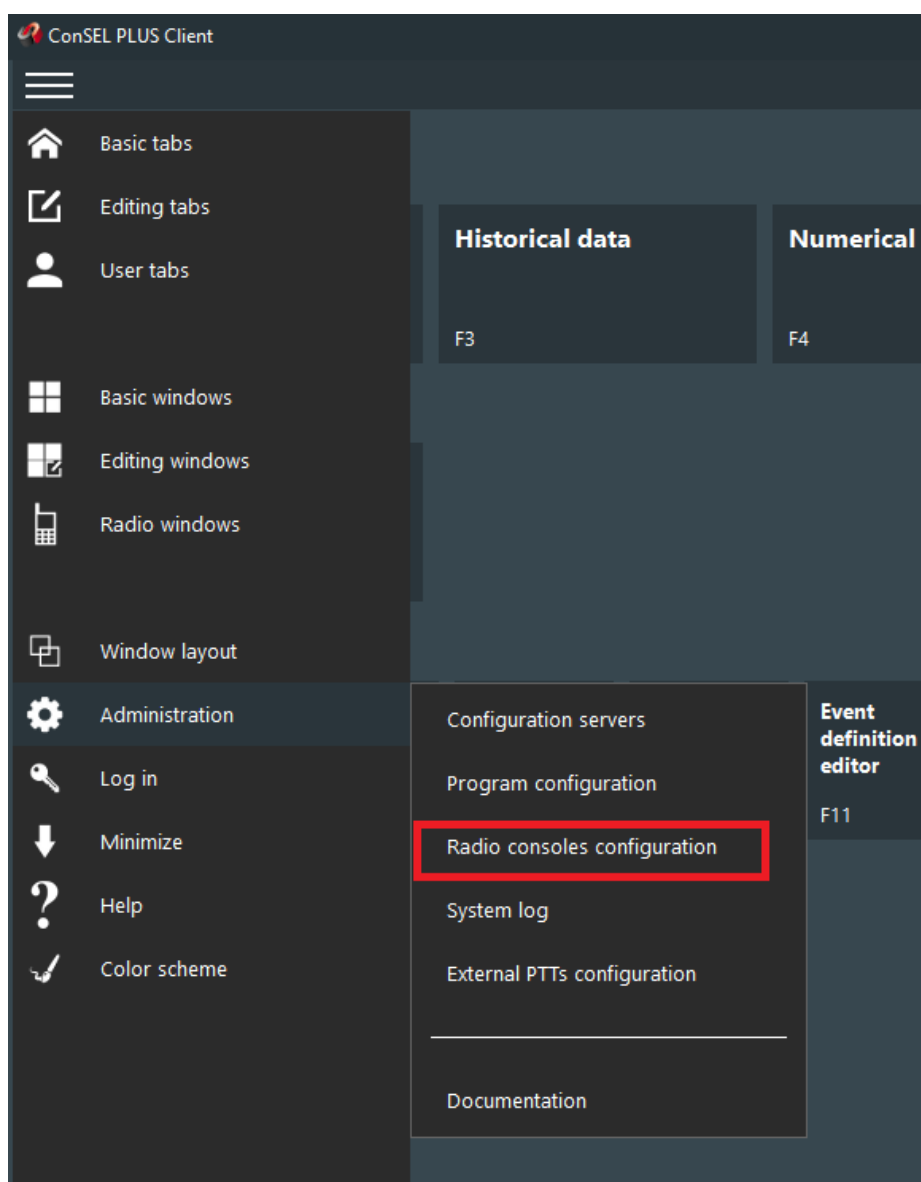 ConSEL PLUS Client
Basic tabs
Editing tabs
User tabs
Historical data
F3
Numerical
F4
Basic windows
Editing windows
Radio windows
Window layout
Administration
Log in
Minimize
Help
Color scheme
Configuration servers
Program configuration
Radio consoles configuration
System log
External PTTs configuration
Documentation
Event
definition
editor
F11